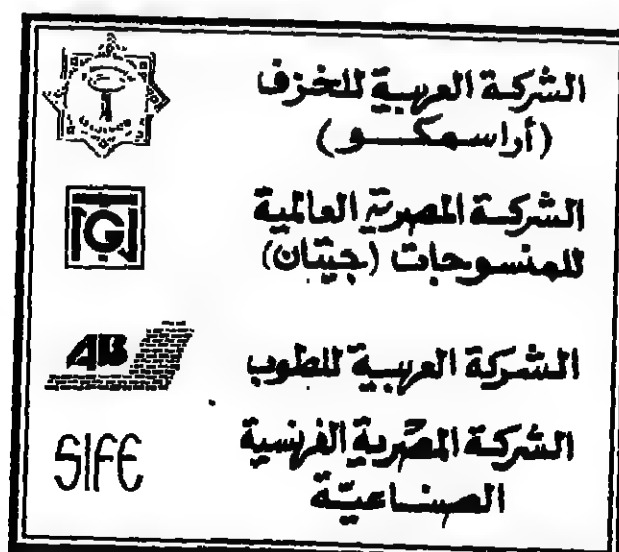 الشركة العربية للخزف
(أراسمكو)
الشركة المصرية العالمية
للمنسوجات (جيتان)
AB
الشركة العربية للطوب
SIFE
الشركة المصرية الفرنسية
الصناعية